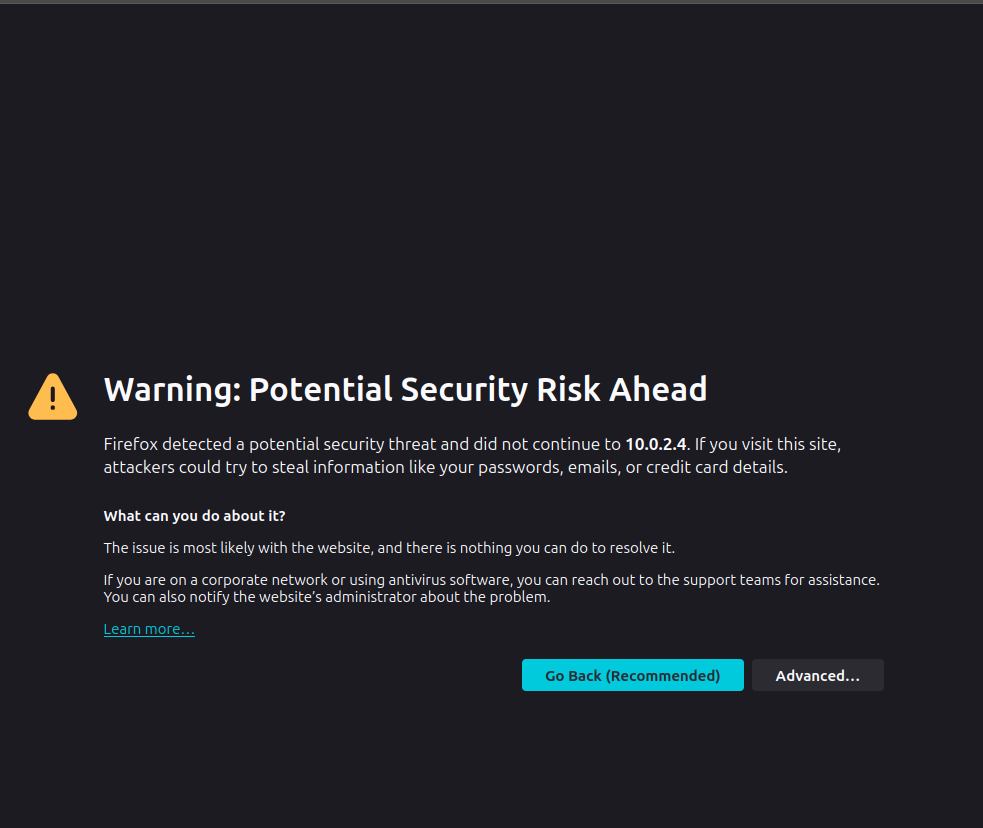 Warning: Potential Security Risk Ahead
Firefox detected a potential security threat and did not continue to 10.0.2.4. If you visit this site,
attackers could try to steal information like your passwords, emails, or credit card details.
What can you do about it?
The issue is most likely with the website, and there is nothing you can do to resolve it.
If you are on a corporate network or using antivirus software, you can reach out to the support teams for assistance.
You can also notify the website's administrator about the problem.
Learn more…
Go Back (Recommended)
Advanced…